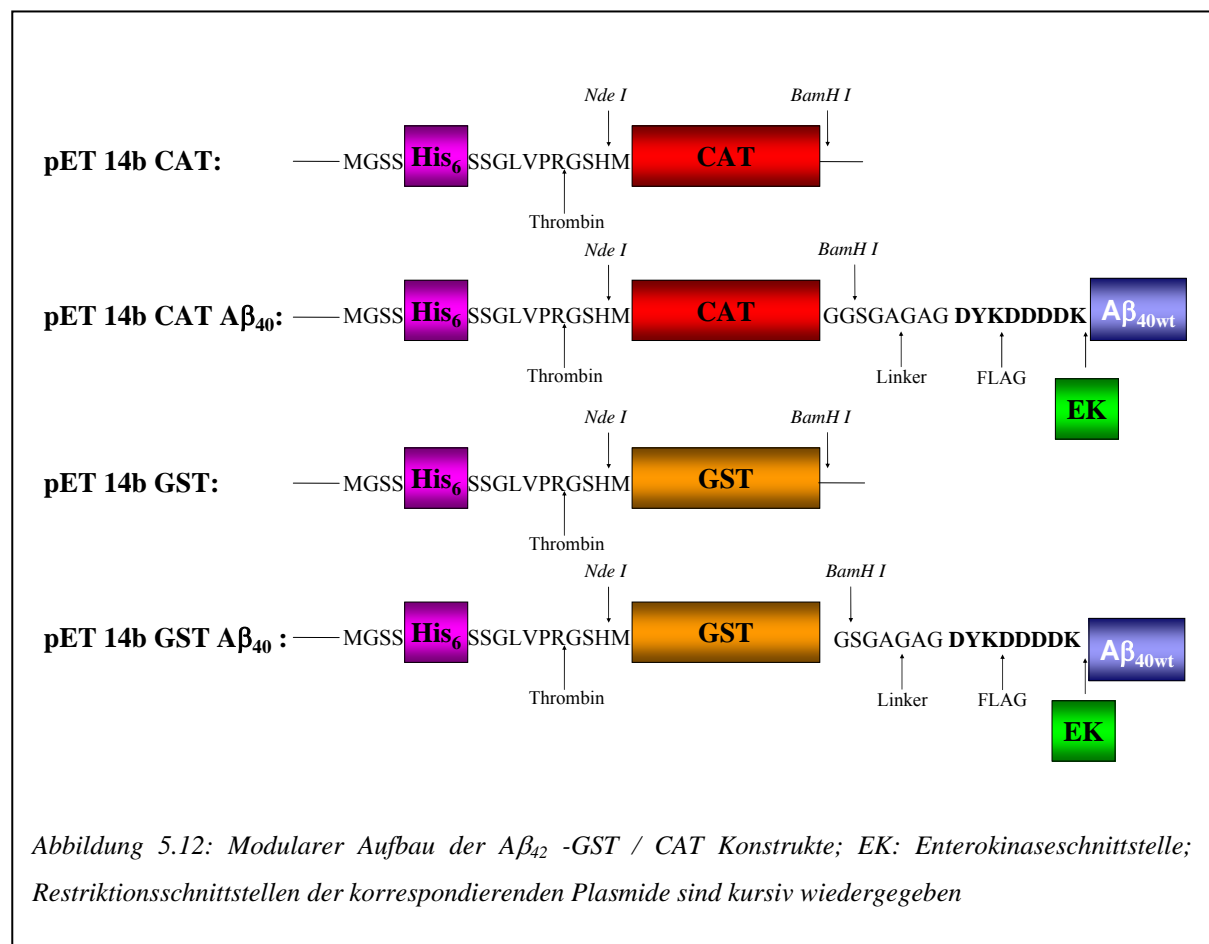 Nde I BamH I
pET 14b CAT: MGSS His₆ SSGLVPRGSHM CAT
Thrombin
Nde I BamH I
pET 14b CAT Aβ₄₀: MGSS His₆ SSGLVPRGSHM CAT GGSGAGAG DYKDDDDK Aβ₄₀wt
Thrombin Linker FLAG
EK
Nde I BamH I
pET 14b GST: MGSS His₆ SSGLVPRGSHM GST
Thrombin
Nde I BamH I
pET 14b GST Aβ₄₀ : MGSS His₆ SSGLVPRGSHM GST GSGAGAG DYKDDDDK Aβ₄₀wt
Thrombin Linker FLAG
EK
Abbildung 5.12: Modularer Aufbau der Aβ₄₂ -GST / CAT Konstrukte; EK: Enterokinaseschnittstelle;
Restriktionsschnittstellen der korrespondierenden Plasmide sind kursiv wiedergegeben